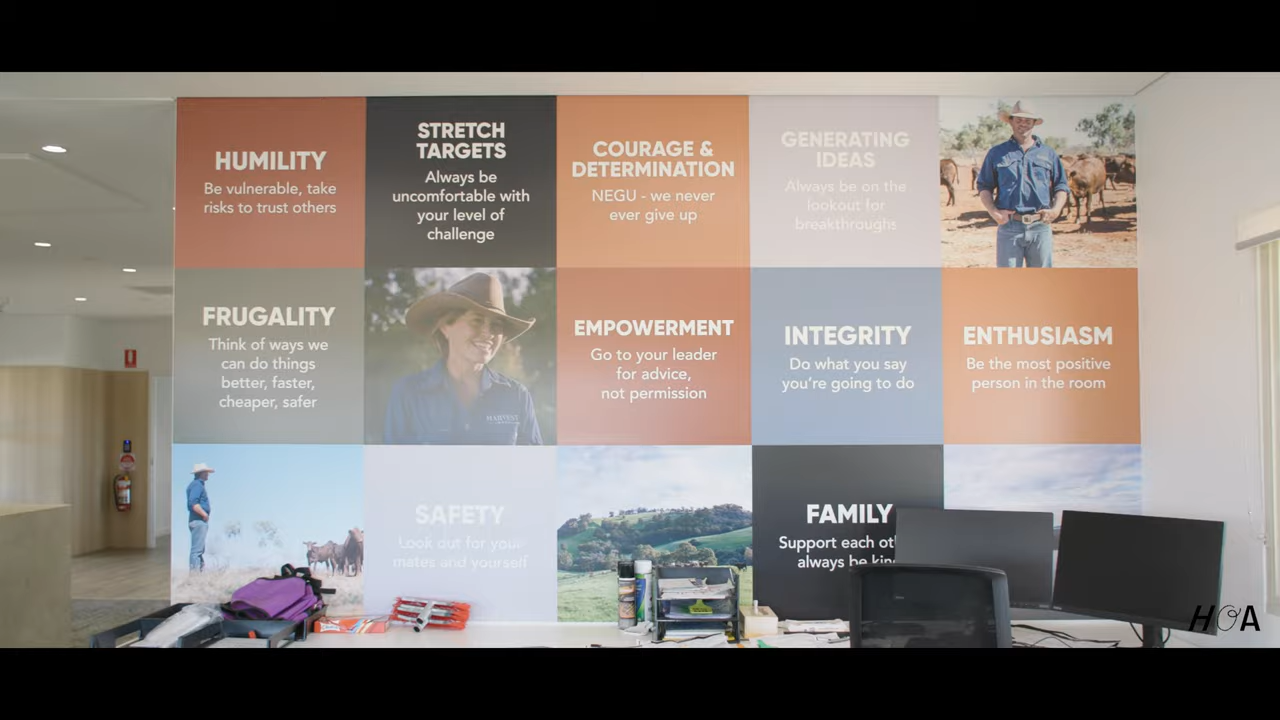 HUMILITY
Be vulnerable, take
risks to trust others
STRETCH
TARGETS
Always be
uncomfortable with
your level of
challenge
COURAGE &
DETERMINATION
NEGU - we never
ever give up
GENERATING
IDEAS
Always be on the
lookout for
breakthroughs
FRUGALITY
Think of ways we
can do things
better, faster,
cheaper, safer
EMPOWERMENT
Go to your leader
for advice,
not permission
INTEGRITY
Do what you say
you're going to do
ENTHUSIASM
Be the most positive
person in the room
SAFETY
Look out for your
mates and yourself
FAMILY
Support each
always be
HOA